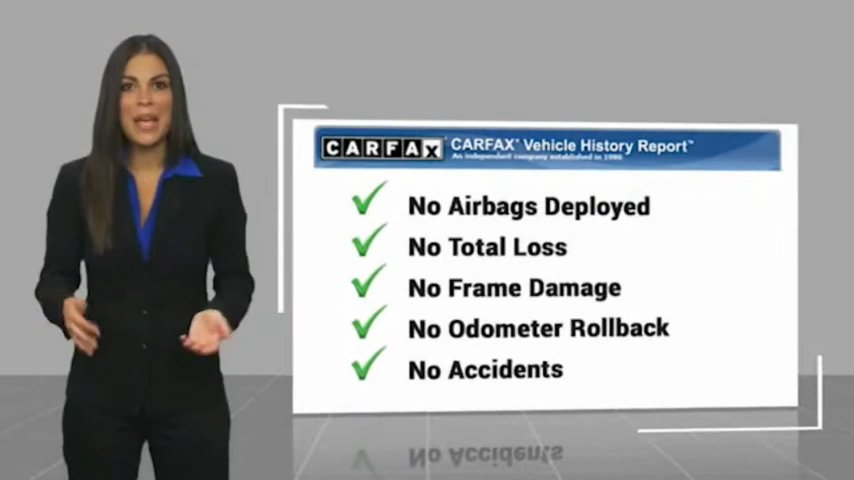 CARFAX CARFAX® Vehicle History Report™
An independent company established in 1986
No Airbags Deployed
No Total Loss
No Frame Damage
No Odometer Rollback
No Accidents
No Accidents